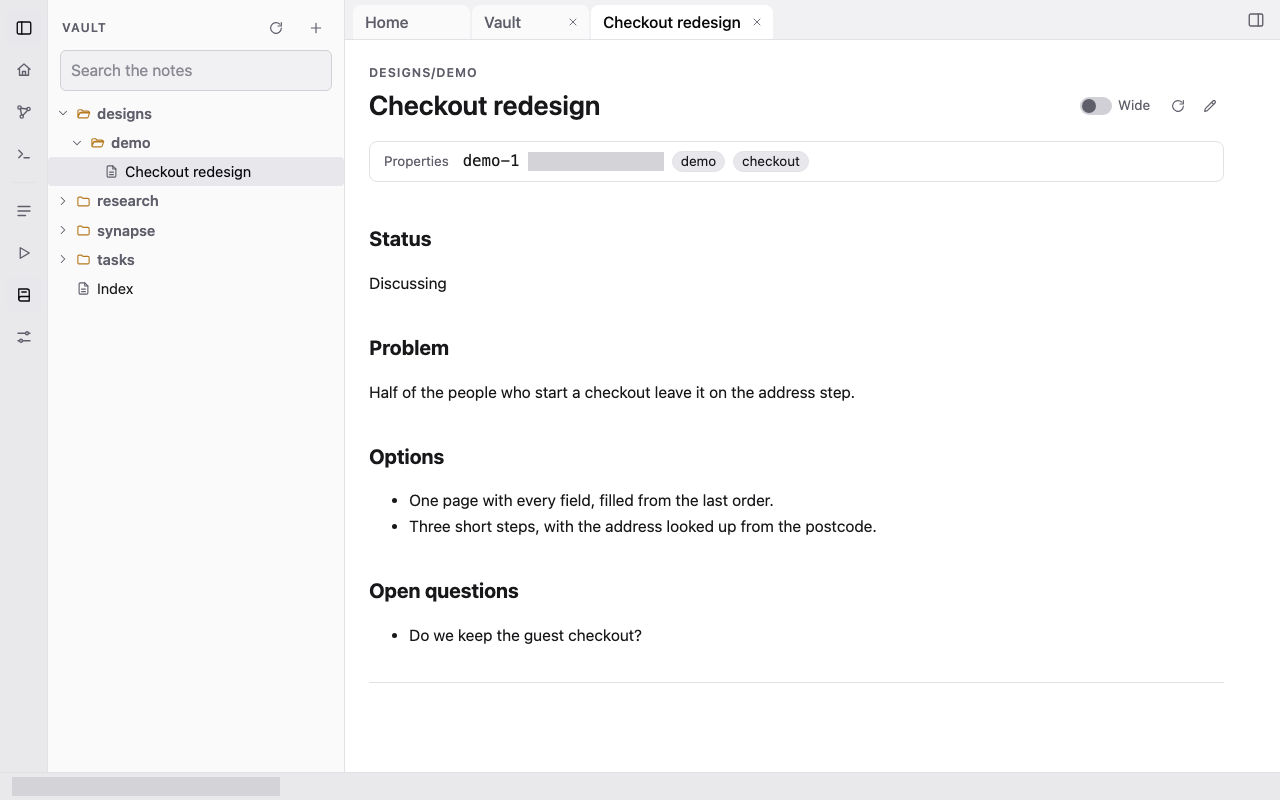 VAULT
Search the notes
designs
demo
Checkout redesign
research
synapse
tasks
Index
Home
Vault
Checkout redesign
DESIGNS/DEMO
Checkout redesign
Wide
Properties demo-1 demo checkout
Status
Discussing
Problem
Half of the people who start a checkout leave it on the address step.
Options
• One page with every field, filled from the last order.
• Three short steps, with the address looked up from the postcode.
Open questions
• Do we keep the guest checkout?